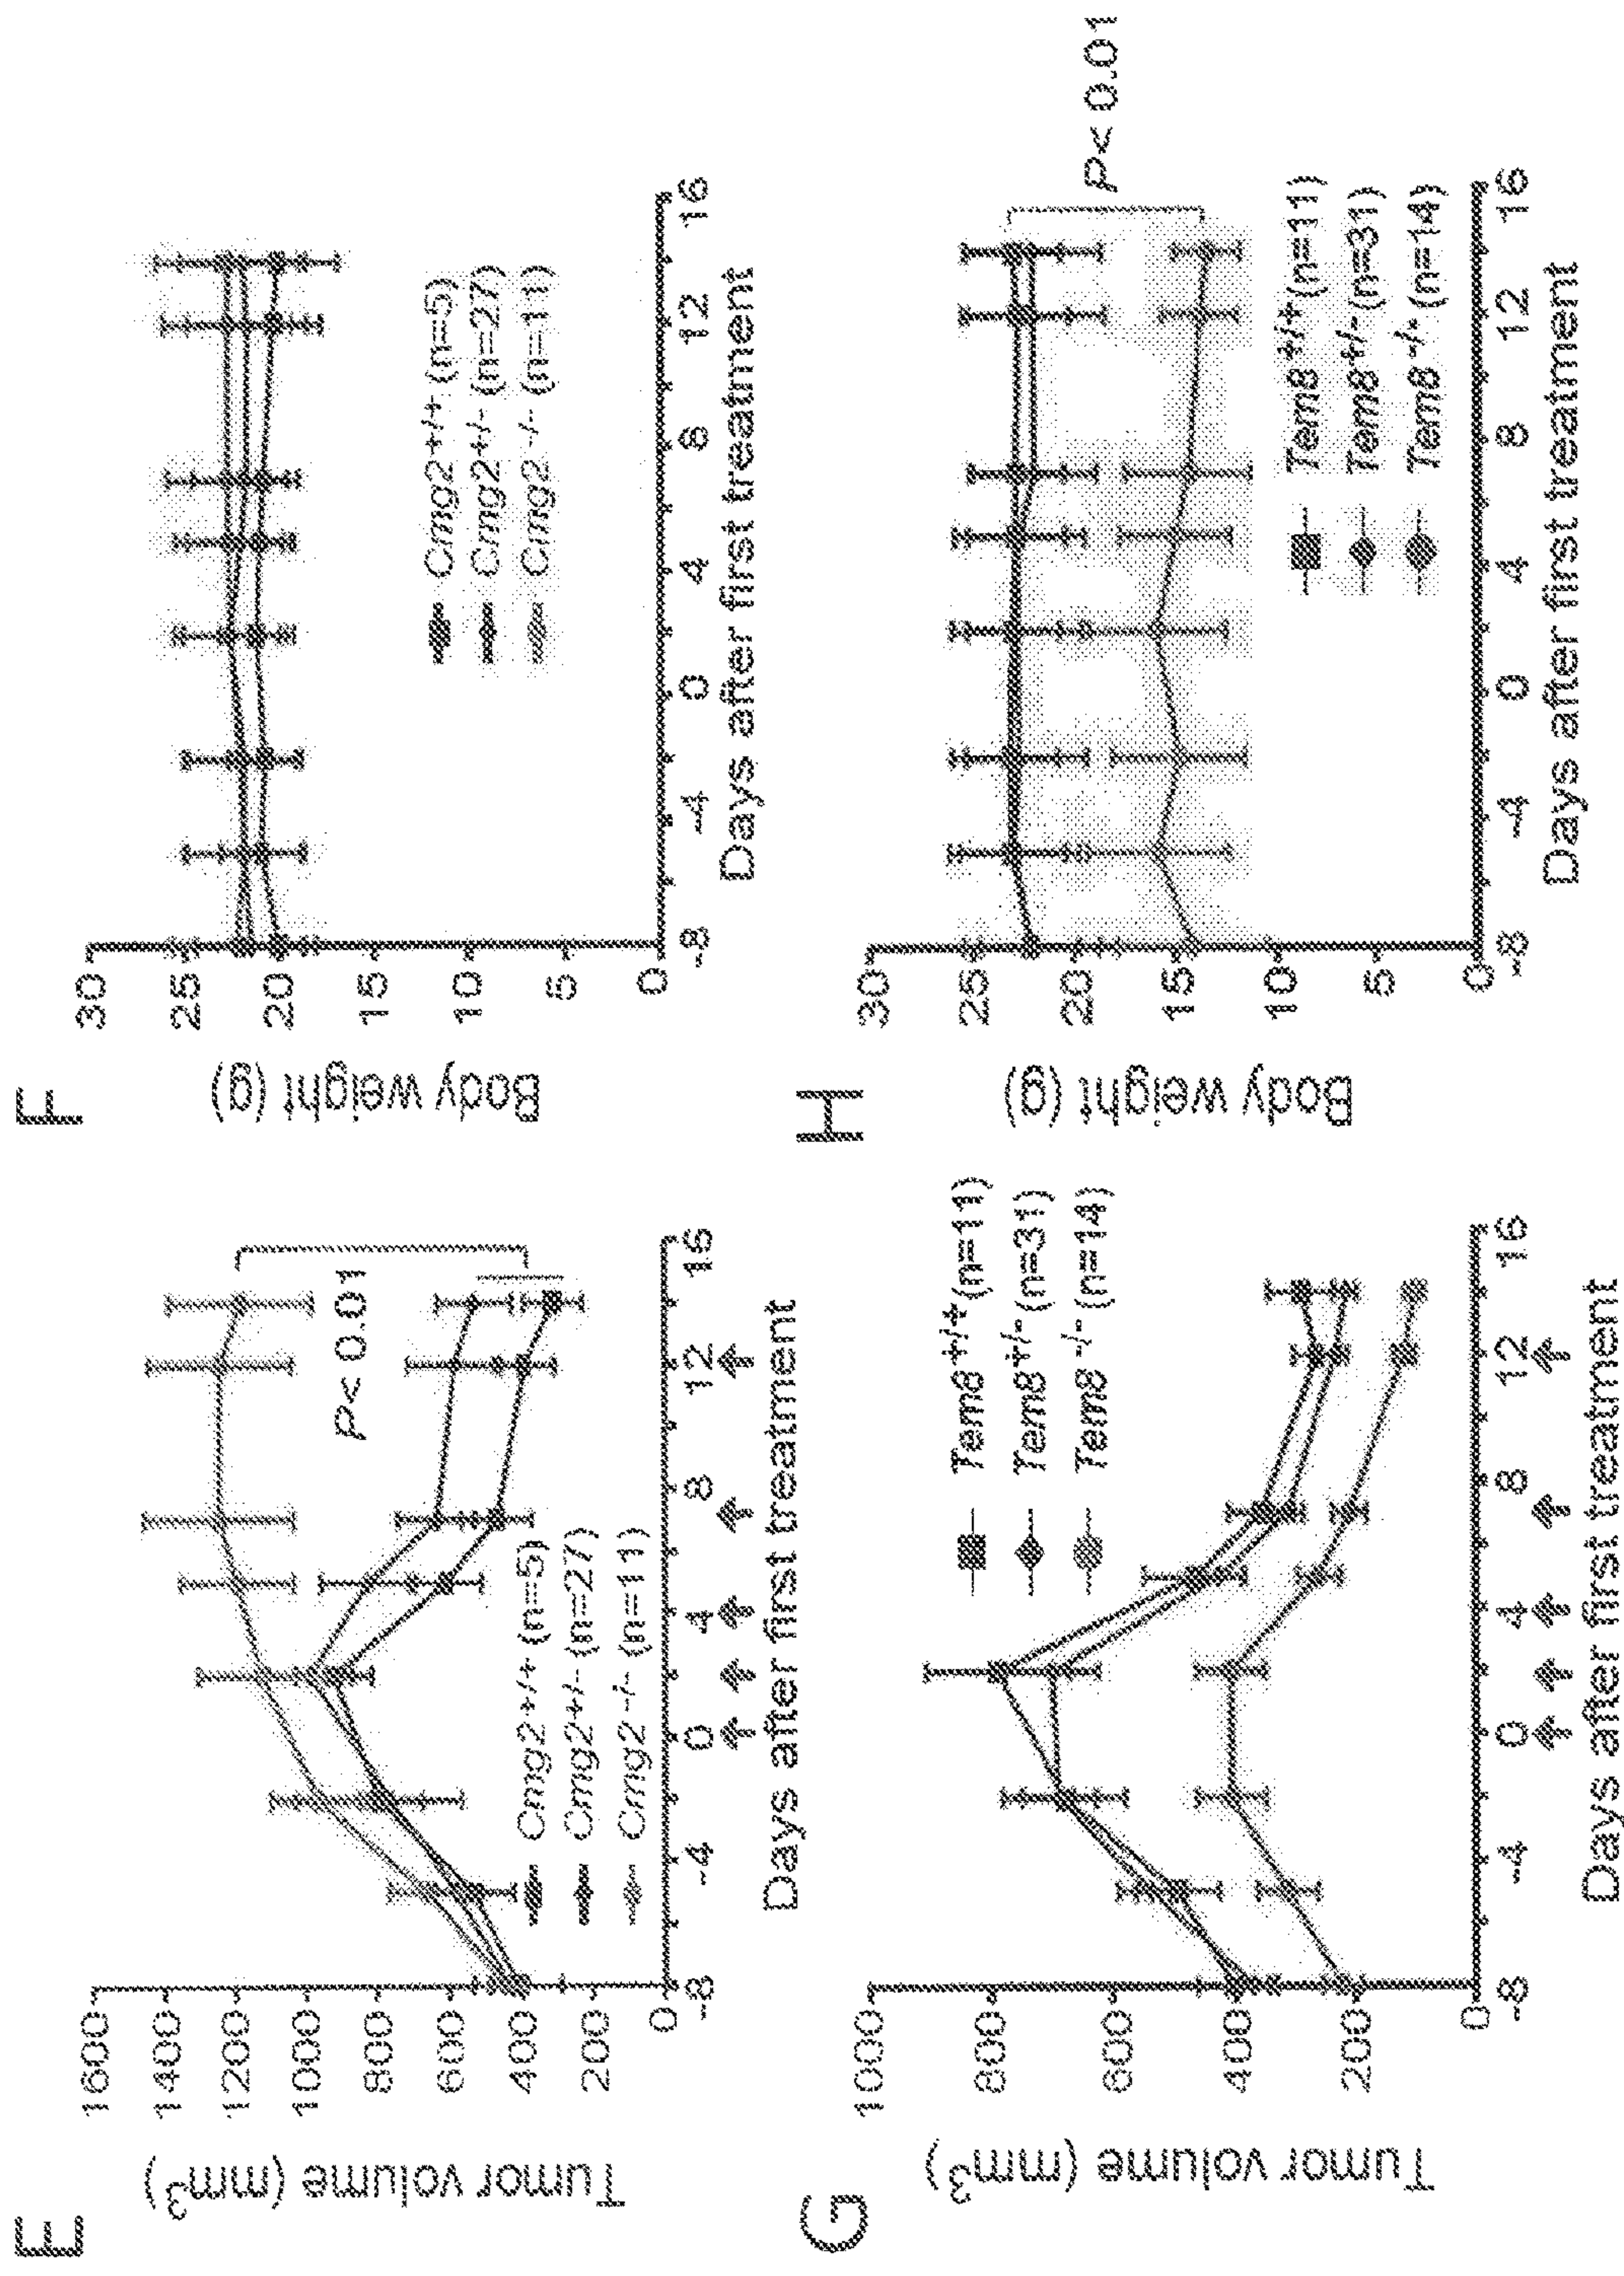 E
Tumor volume (mm3)
1600
1400
1200
1000
800
600
400
200
0
-8
-4
0
4
8
12
16
Days after first treatment
P< 0.01
Cmg2+/+ (n=5)
Cmg2+/- (n=27)
Cmg2-/- (n=11)
F
Body weight (g)
30
25
20
15
10
5
0
-8
-4
0
4
8
12
16
Days after first treatment
Cmg2+/+ (n=5)
Cmg2+/- (n=27)
Cmg2-/- (n=11)
G
Tumor volume (mm3)
1000
800
600
400
200
0
-8
-4
0
4
8
12
16
Days after first treatment
Tem8+/+ (n=11)
Tem8+/- (n=31)
Tem8-/- (n=14)
H
Body weight (g)
30
25
20
15
10
5
0
-8
-4
0
4
8
12
16
Days after first treatment
P< 0.01
Tem8+/+ (n=11)
Tem8+/- (n=31)
Tem8-/- (n=14)